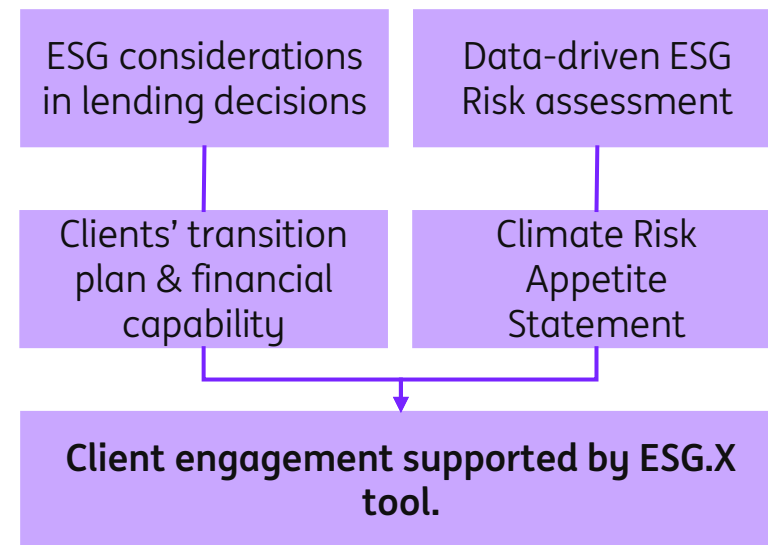 ESG considerations
in lending decisions
Data-driven ESG
Risk assessment
Clients’ transition
plan & financial
capability
Climate Risk
Appetite
Statement
Client engagement supported by ESG.X
tool.